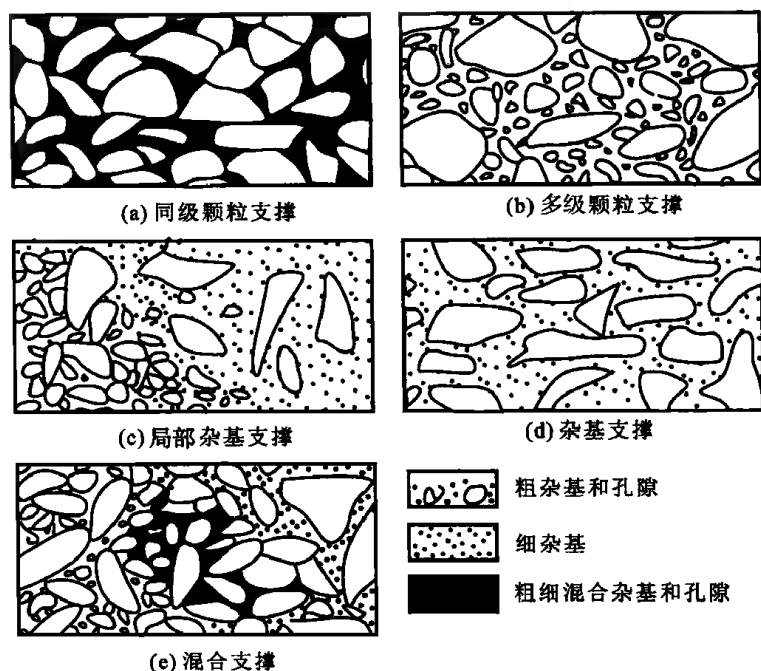 (a) 同级颗粒支撑
(b) 多级颗粒支撑
(c) 局部杂基支撑
(d) 杂基支撑
(e) 混合支撑
粗杂基和孔隙
细杂基
粗细混合杂基和孔隙